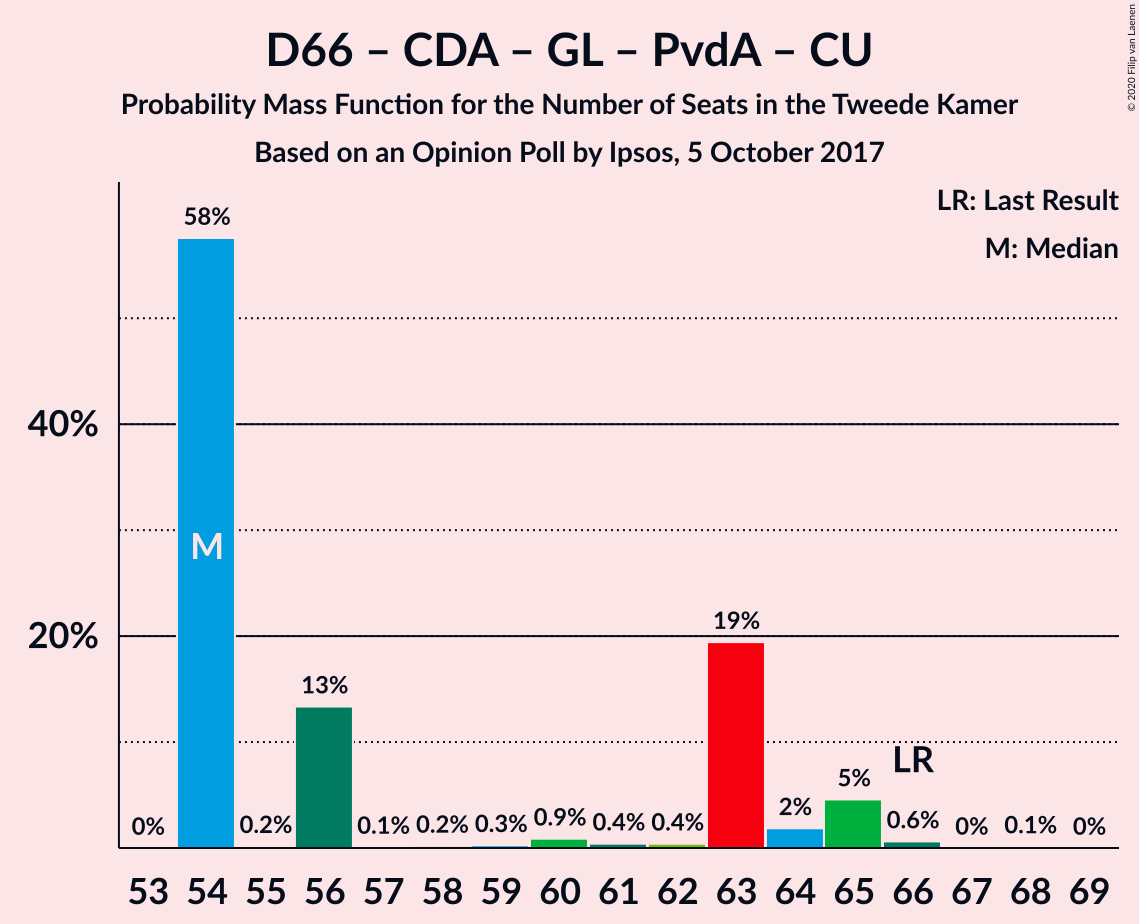 D66 – CDA – GL – PvdA – CU
Probability Mass Function for the Number of Seats in the Tweede Kamer
Based on an Opinion Poll by Ipsos, 5 October 2017
© 2020 Filip van Laenen
LR: Last Result
M: Median
40%
20%
0%
58%
M
0.2%
13%
0.1%
0.2%
0.3%
0.9%
0.4%
0.4%
19%
2%
5%
LR
0.6%
0%
0.1%
0%
53 54 55 56 57 58 59 60 61 62 63 64 65 66 67 68 69